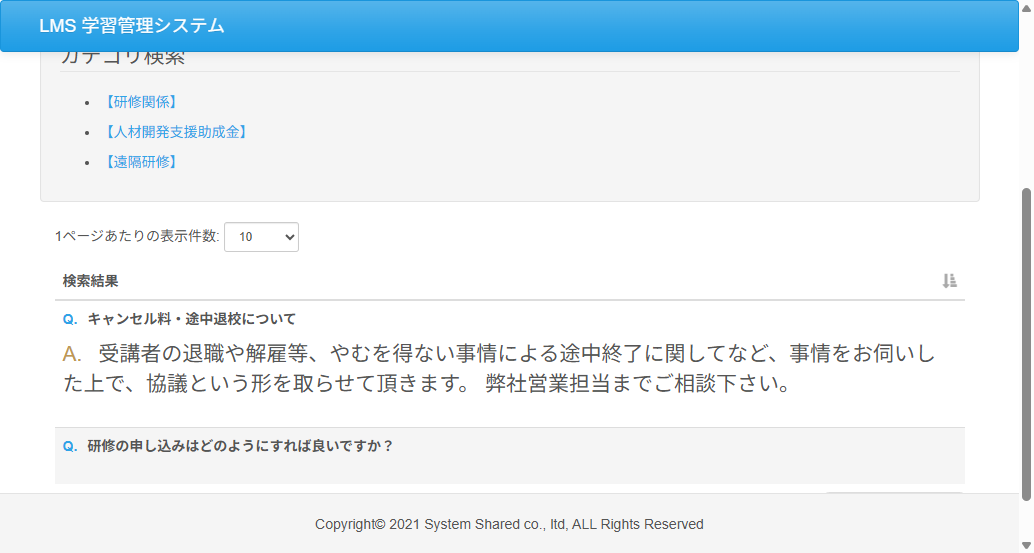 LMS 学習管理システム
カテゴリ検索
【研修関係】
【人材開発支援助成金】
【遠隔研修】
1ページあたりの表示件数: 10
検索結果
Q. キャンセル料・途中退校について
A. 受講者の退職や解雇等、やむを得ない事情による途中終了に関してなど、事情をお伺いし
た上で、協議という形を取らせて頂きます。 弊社営業担当までご相談下さい。
Q. 研修の申し込みはどのようにすれば良いですか？
Copyright© 2021 System Shared co., ltd, ALL Rights Reserved